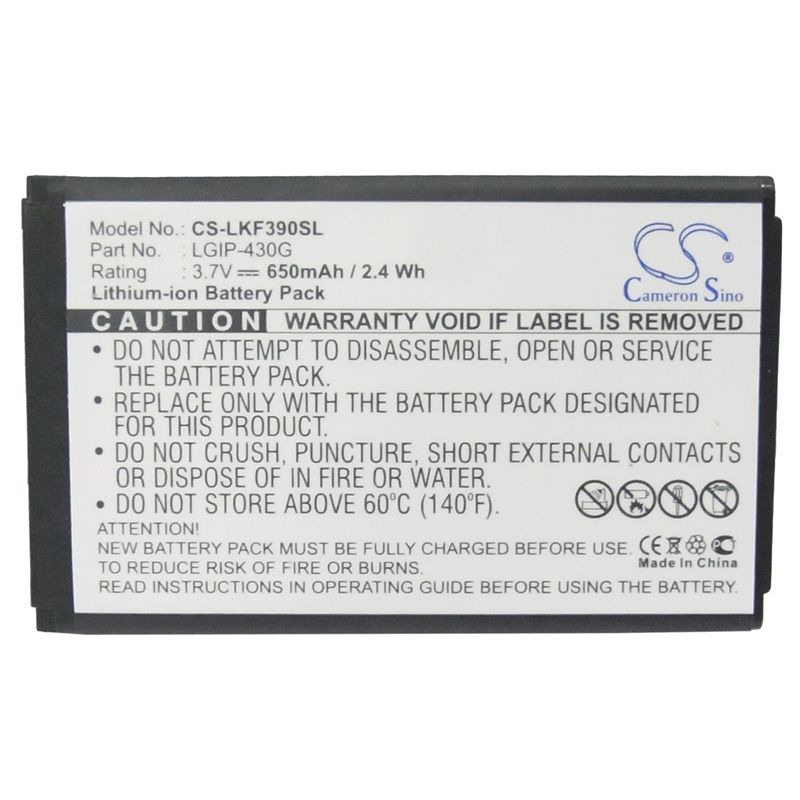 Model No.: CS-LKF390SL
Part No. : LGIP-430G
Rating : 3.7V 650mAh / 2.4 Wh
Lithium-ion Battery Pack
CS
Cameron Sino
CAUTION WARRANTY VOID IF LABEL IS REMOVED
• DO NOT ATTEMPT TO DISASSEMBLE, OPEN OR SERVICE
THE BATTERY PACK.
• REPLACE ONLY WITH THE BATTERY PACK DESIGNATED
FOR THIS PRODUCT.
• DO NOT CRUSH, PUNCTURE, SHORT EXTERNAL CONTACTS
OR DISPOSE OF IN FIRE OR WATER.
• DO NOT STORE ABOVE 60°C (140°F).
ATTENTION!
NEW BATTERY PACK MUST BE FULLY CHARGED BEFORE USE.
TO REDUCE RISK OF FIRE OR BURNS.
READ INSTRUCTIONS IN PHONE'S OPERATING GUIDE BEFORE USING THE BATTERY.
CE
Made In China